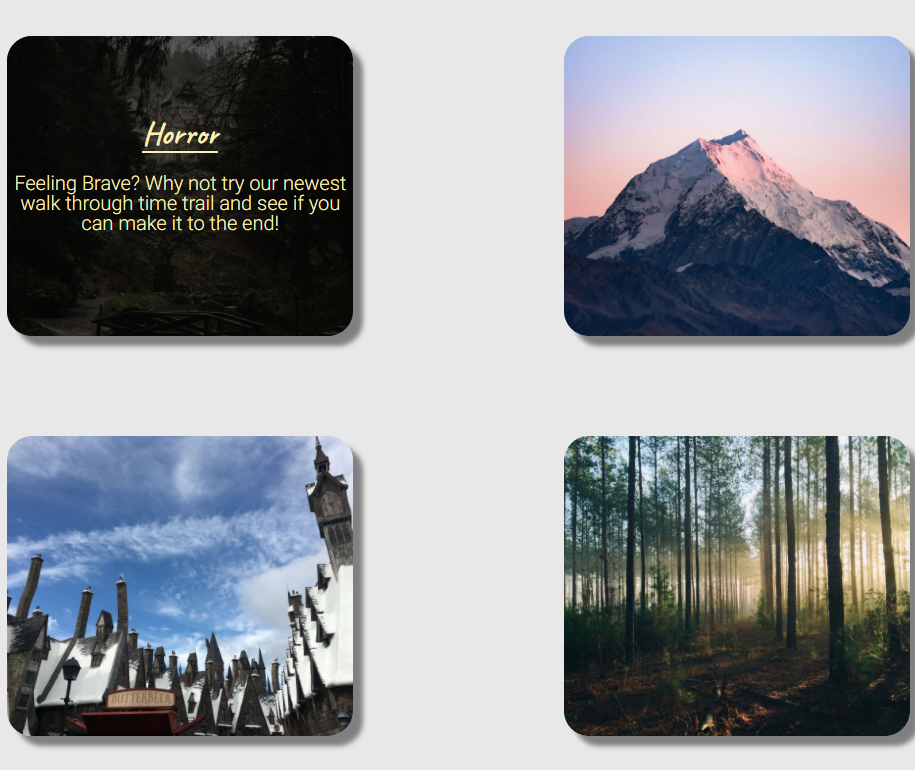 Horror
Feeling Brave? Why not try our newest
walk through time trail and see if you
can make it to the end!
BUTTERBEER